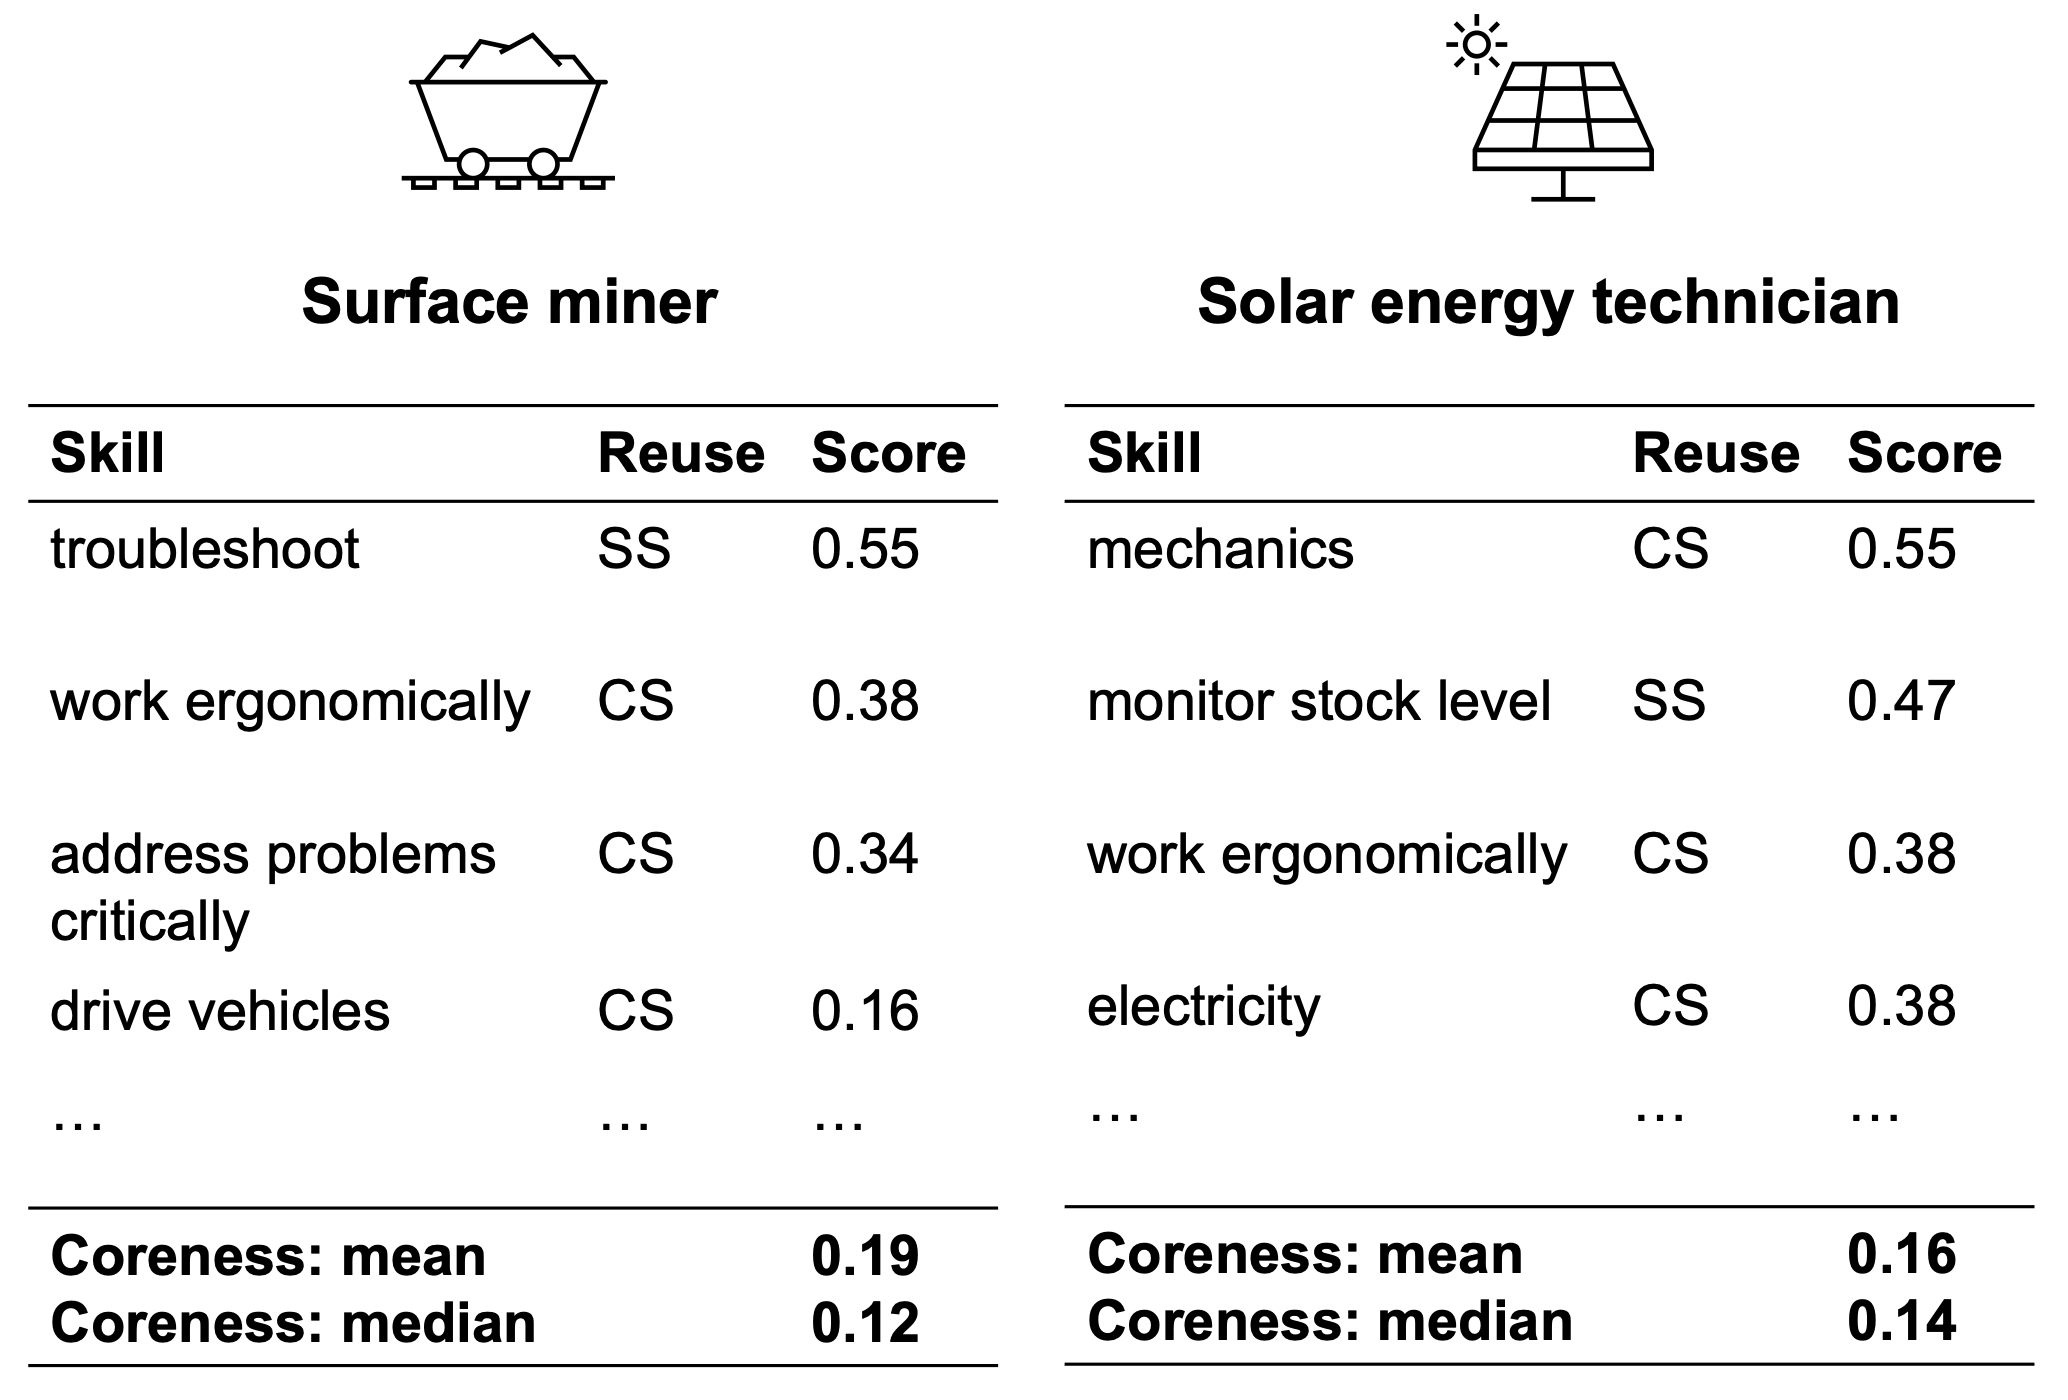 Surface miner
Skill Reuse Score
troubleshoot SS 0.55
work ergonomically CS 0.38
address problems CS 0.34
critically
drive vehicles CS 0.16
… … …
Coreness: mean 0.19
Coreness: median 0.12
Solar energy technician
Skill Reuse Score
mechanics CS 0.55
monitor stock level SS 0.47
work ergonomically CS 0.38
electricity CS 0.38
… … …
Coreness: mean 0.16
Coreness: median 0.14